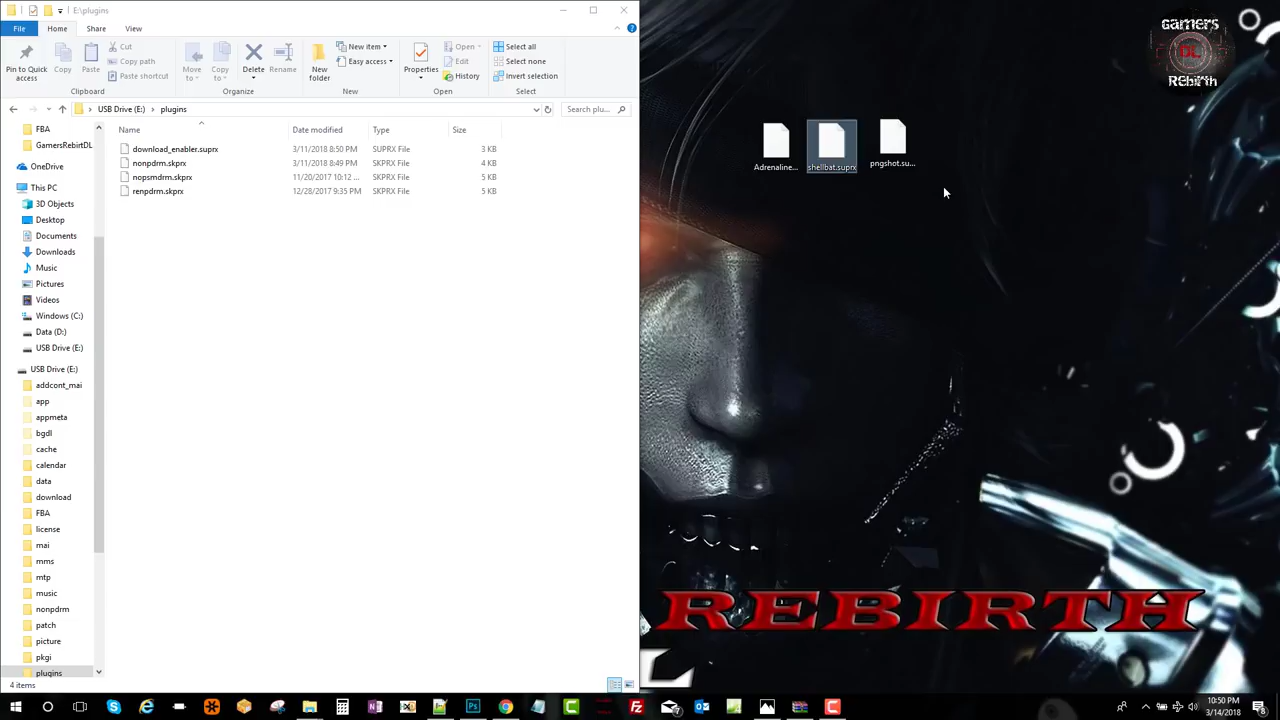 E:\plugins
File Home Share View
Pin to Quick access
Copy
Paste
Cut
Copy path
Paste shortcut
Move to
Copy to
Delete
Rename
New folder
New item
Easy access
Properties
Open
Edit
History
Select all
Select none
Invert selection
Clipboard Organize New Open Select
USB Drive (E:) > plugins
Search plu...
Name Date modified Type Size
download_enabler.suprx 3/11/2018 8:50 PM SUPRX File 3 KB
nonpdrm.skprx 3/11/2018 8:49 PM SKPRX File 4 KB
nopsmdrm.skprx 11/20/2017 10:12 ... SKPRX File 5 KB
renpdrm.skprx 12/28/2017 9:35 PM SKPRX File 5 KB
FBA
GamersRebirtDL
OneDrive
This PC
3D Objects
Desktop
Documents
Downloads
Music
Pictures
Videos
Windows (C:)
Data (D:)
USB Drive (E:)
USB Drive (E:)
addcont_mai
app
appmeta
bgdl
cache
calendar
data
download
FBA
license
mai
mms
mtp
music
nonpdrm
patch
picture
pkgi
plugins
4 items
Adrenaline...
shellbat.suprx
pngshot.su...
gamers
DL
REbirth
REBIRTH
L
10:50 PM
3/14/2018